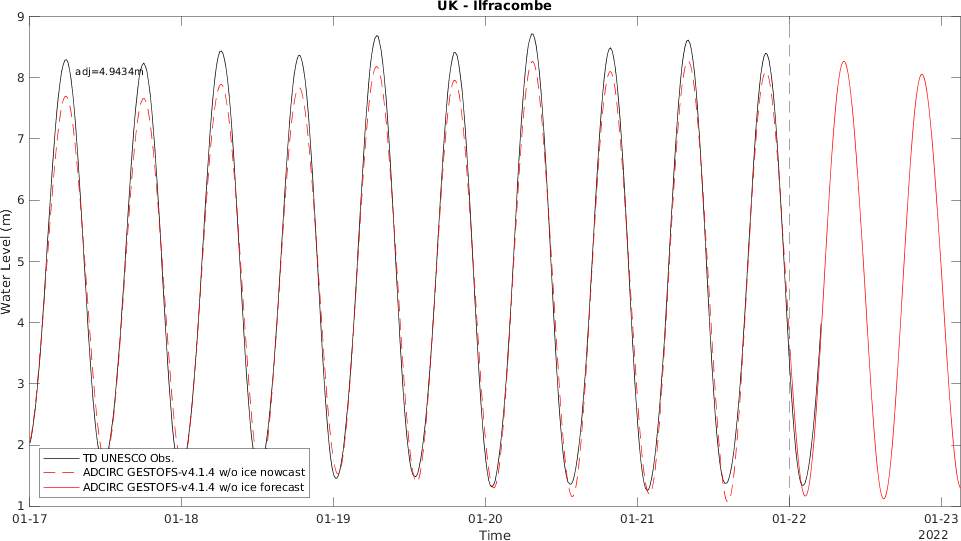 UK - Ilfracombe
9
8
7
6
5
4
3
2
1
Water Level (m)
adj=4.9434m
TD UNESCO Obs.
ADCIRC GESTOFS-v4.1.4 w/o ice nowcast
ADCIRC GESTOFS-v4.1.4 w/o ice forecast
01-17 01-18 01-19 01-20 01-21 01-22 01-23
Time
2022